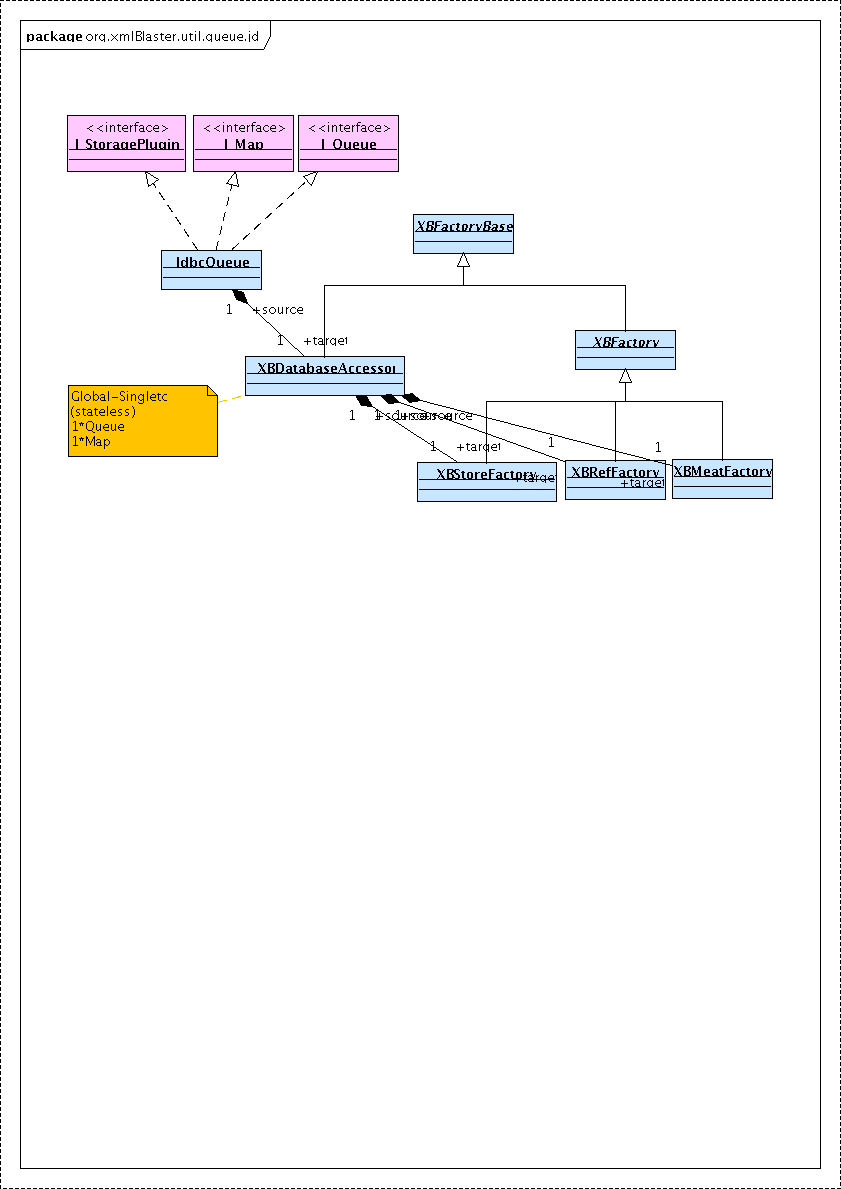 package org.xmlBlaster.util.queue.jd
<<interface>> <<interface>> <<interface>>
I_StoragePlugin I_Map I_Queue
XBFactoryBase
JdbcQueue
1 +source
1 +target
XBFactory
XBDatabaseAccessor
Global-Singletc
(stateless)
1*Queue
1*Map
1 +source 1 +source 1 +source
1 +target 1 1
XBStoreFactory +target XBRefFactory +target XBMeatFactory